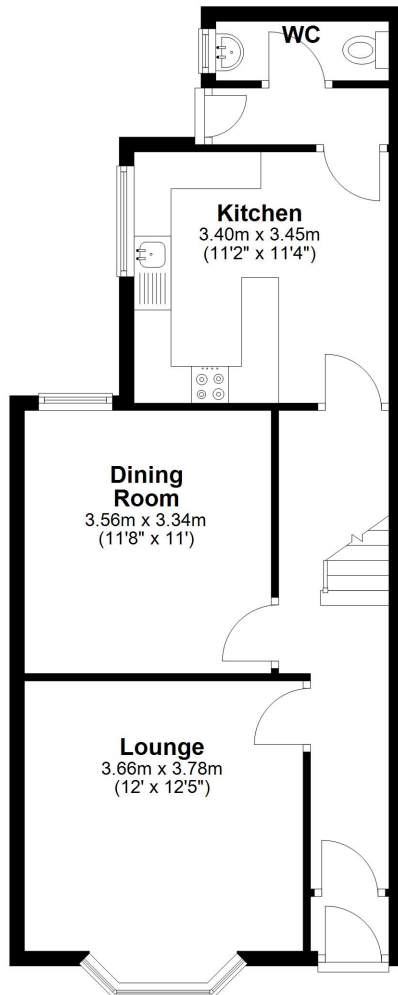 WC
Kitchen
3.40m x 3.45m
(11'2" x 11'4")
Dining
Room
3.56m x 3.34m
(11'8" x 11')
Lounge
3.66m x 3.78m
(12' x 12'5")